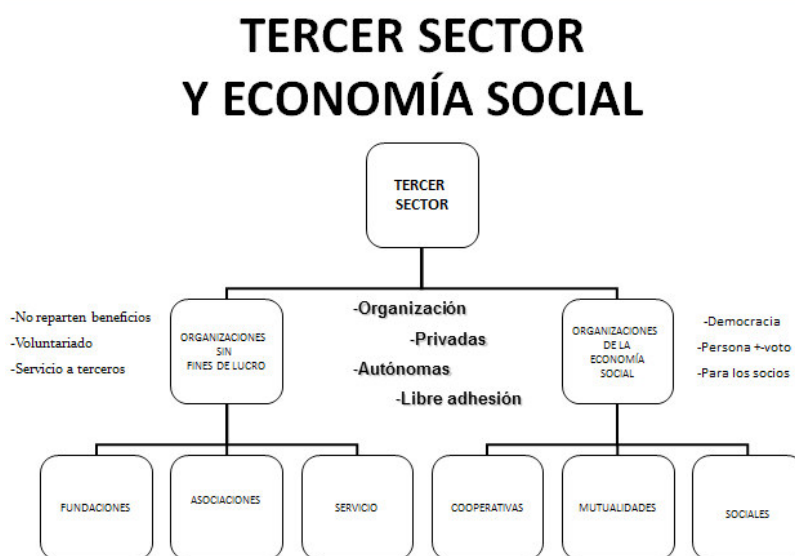 TERCER SECTOR
Y ECONOMÍA SOCIAL
TERCER
SECTOR
-No reparten beneficios
-Voluntariado
-Servicio a terceros
ORGANIZACIONES
SIN
FINES DE LUCRO
-Organización
-Privadas
-Autónomas
-Libre adhesión
ORGANIZACIONES
DE LA
ECONOMÍA
SOCIAL
-Democracia
-Persona +-voto
-Para los socios
FUNDACIONES
ASOCIACIONES
SERVICIO
COOPERATIVAS
MUTUALIDADES
SOCIALES